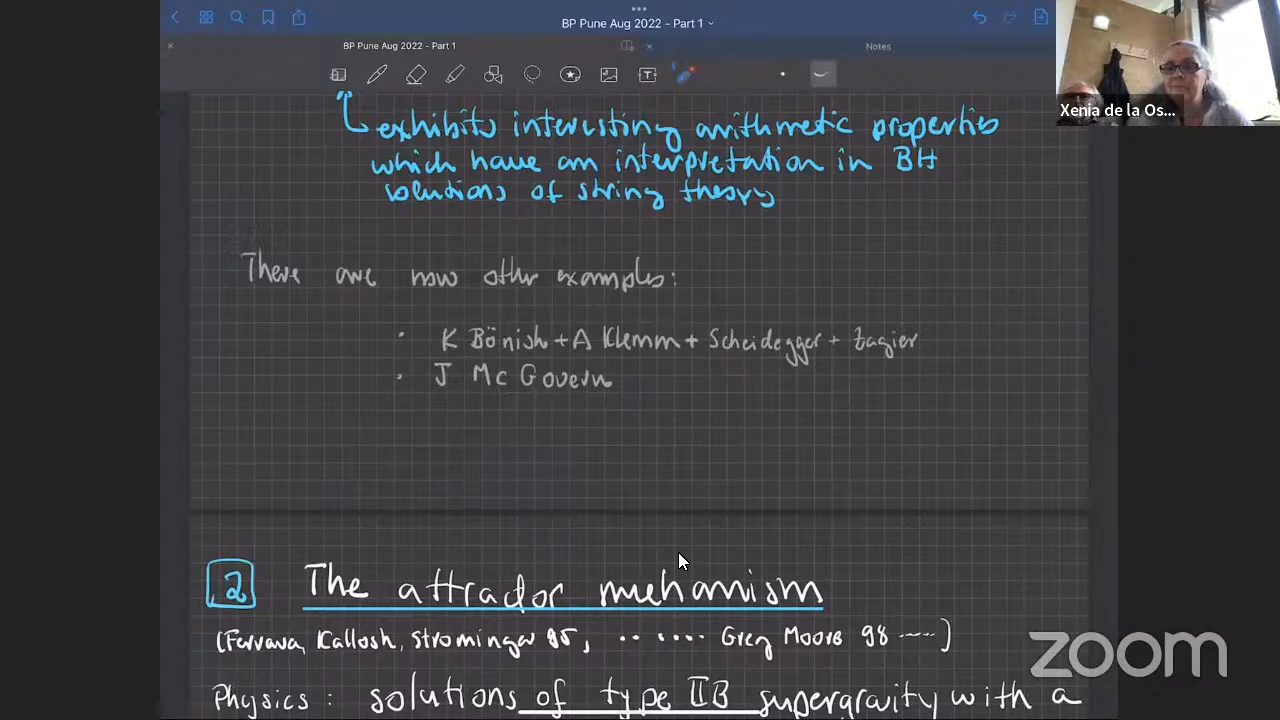 BP Pune Aug 2022 - Part 1
BP Pune Aug 2022 - Part 1
Notes
Xenia de la Os...
exhibits interesting arithmetic properties
which have an interpretation in BH
solutions of string theory
There are now other examples:
· K Bönish + A Klemm + Scheidegger + Zagier
· J McGovern
2 The attractor mechanism
(Ferrara, Kallosh, Strominger 95, ...... Greg Moore 98 ----)
Physics: solutions of type IIB supergravity with a
zoom